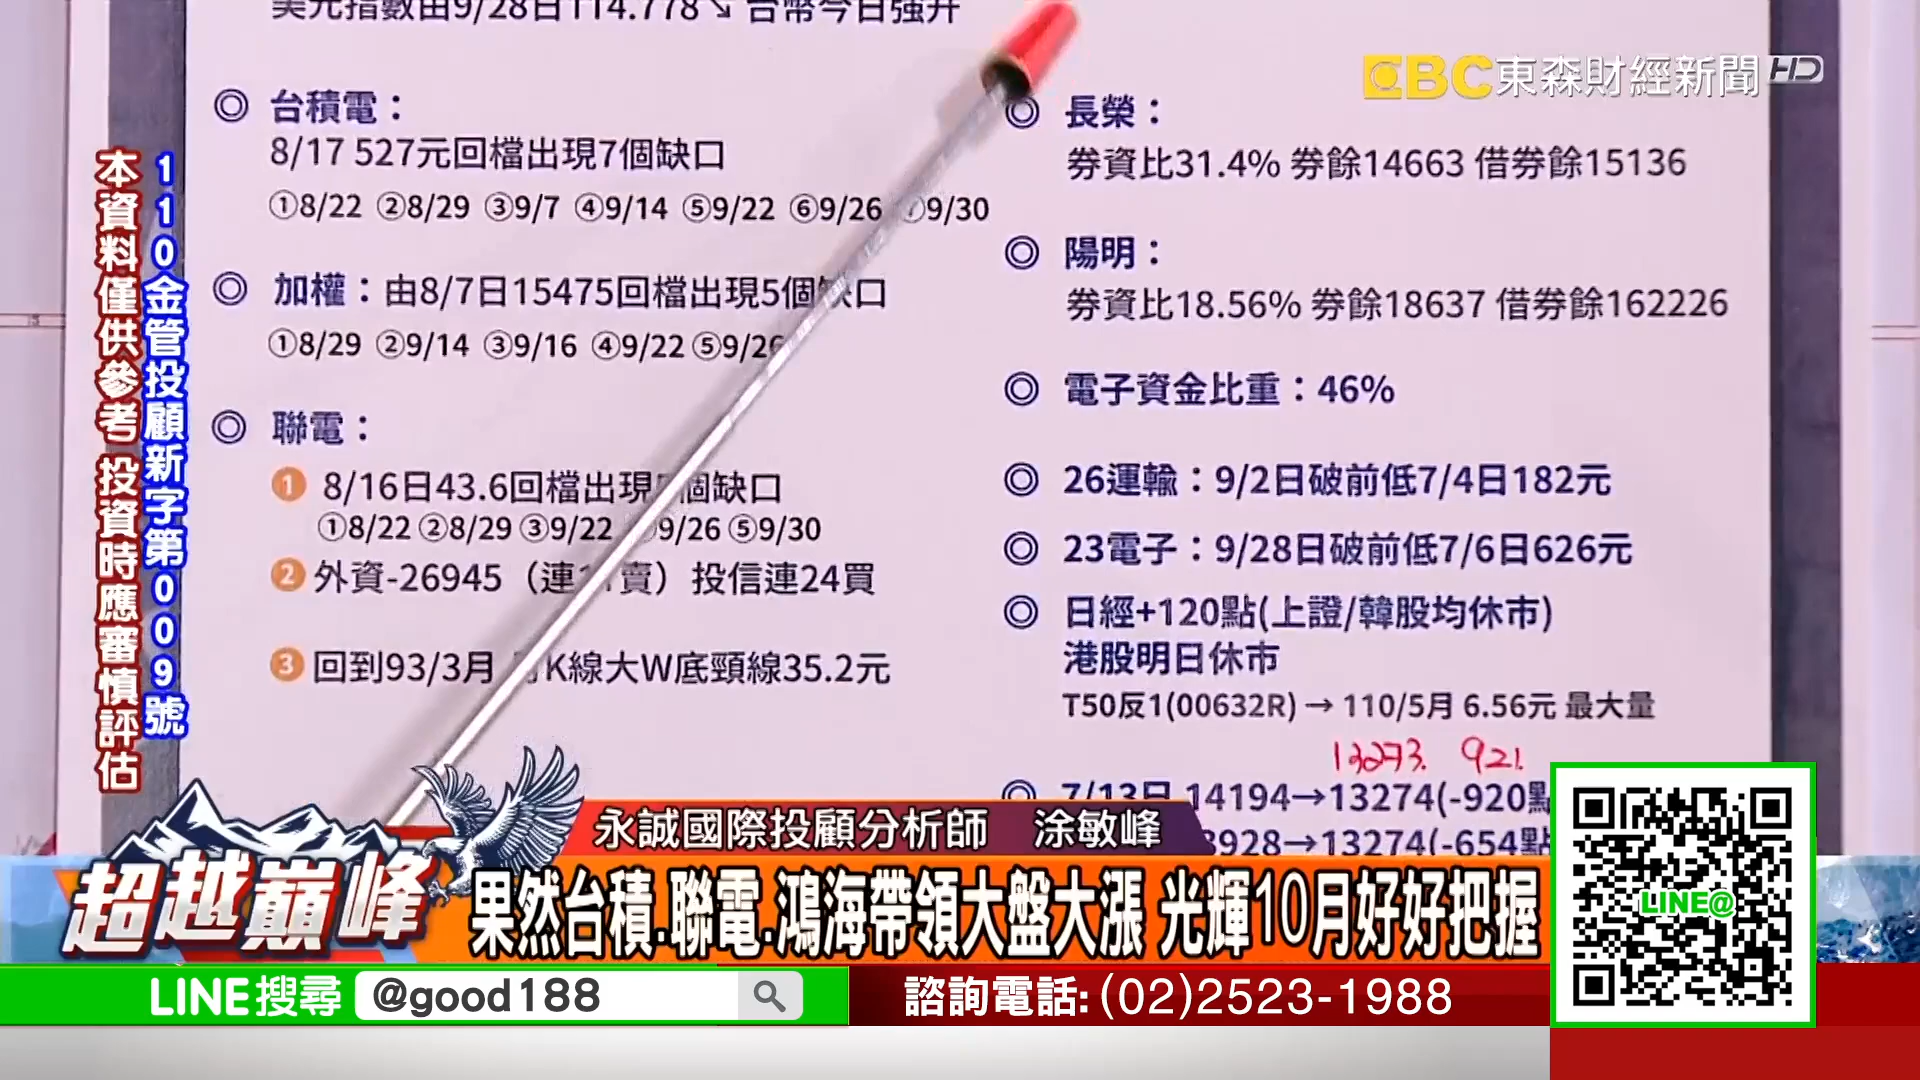 美元指數由9/28日114.778↘ 台幣今日強升
EBC東森財經新聞HD
◎ 台積電：
8/17 527元回檔出現7個缺口
①8/22 ②8/29 ③9/7 ④9/14 ⑤9/22 ⑥9/26 ⑦9/30
◎ 加權：由8/7日15475回檔出現5個缺口
①8/29 ②9/14 ③9/16 ④9/22 ⑤9/26
◎ 聯電：
1 8/16日43.6回檔出現 個缺口
①8/22 ②8/29 ③9/22 9/26 ⑤9/30
2 外資-26945（連 賣）投信連24買
3 回到93/3月 K線大W底頸線35.2元
◎ 長榮：
券資比31.4% 券餘14663 借券餘15136
◎ 陽明：
券資比18.56% 券餘18637 借券餘162226
◎ 電子資金比重：46%
◎ 26運輸：9/2日破前低7/4日182元
◎ 23電子：9/28日破前低7/6日626元
◎ 日經+120點(上證/韓股均休市)
港股明日休市
T50反1(00632R)→110/5月 6.56元 最大量
13273. 921.
◎ 7/13日 14194→13274(-920點
3928→13274(-654點
110金管投顧新字第009號
本資料僅供參考 投資時應審慎評估
永誠國際投顧分析師 涂敏峰
超越巔峰
果然台積.聯電.鴻海帶領大盤大漲 光輝10月好好把握
LINE@
LINE搜尋 @good188
諮詢電話:(02)2523-1988